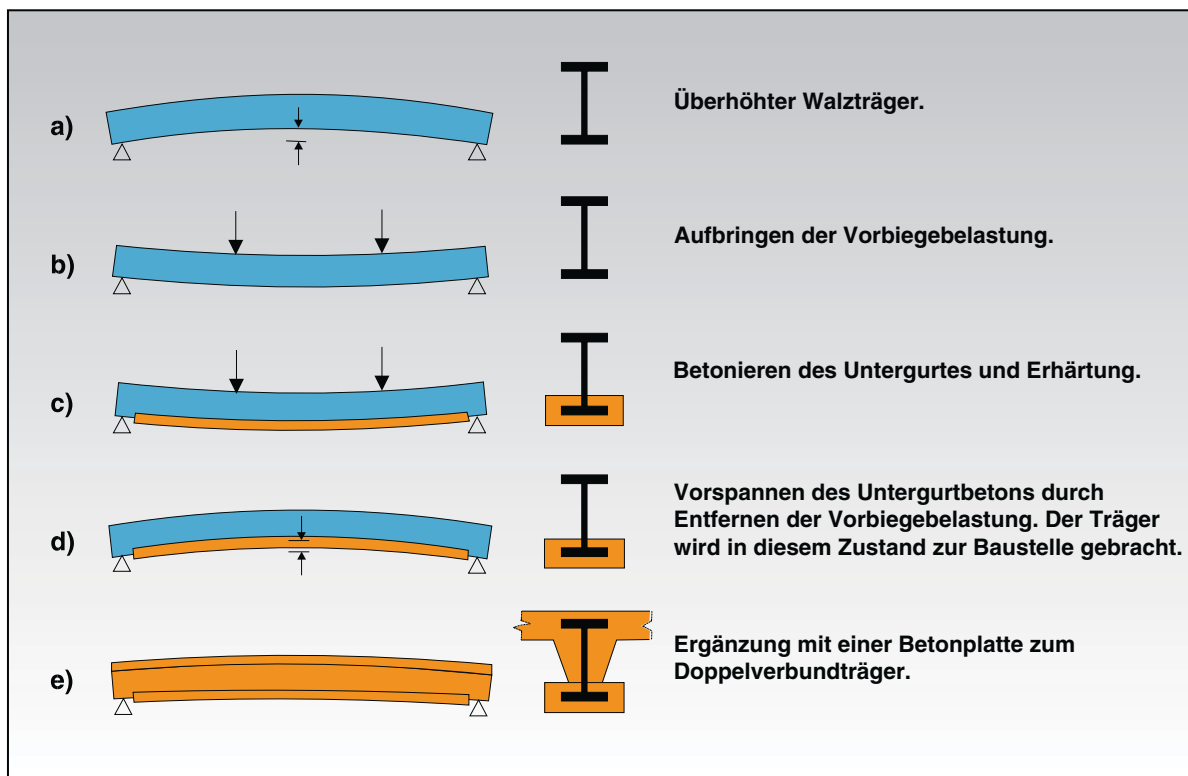 a)
Überhöhter Walzträger.
b)
Aufbringen der Vorbiegebelastung.
c)
Betonieren des Untergurtes und Erhärtung.
d)
Vorspannen des Untergurtbetons durch
Entfernen der Vorbiegebelastung. Der Träger
wird in diesem Zustand zur Baustelle gebracht.
e)
Ergänzung mit einer Betonplatte zum
Doppelverbundträger.